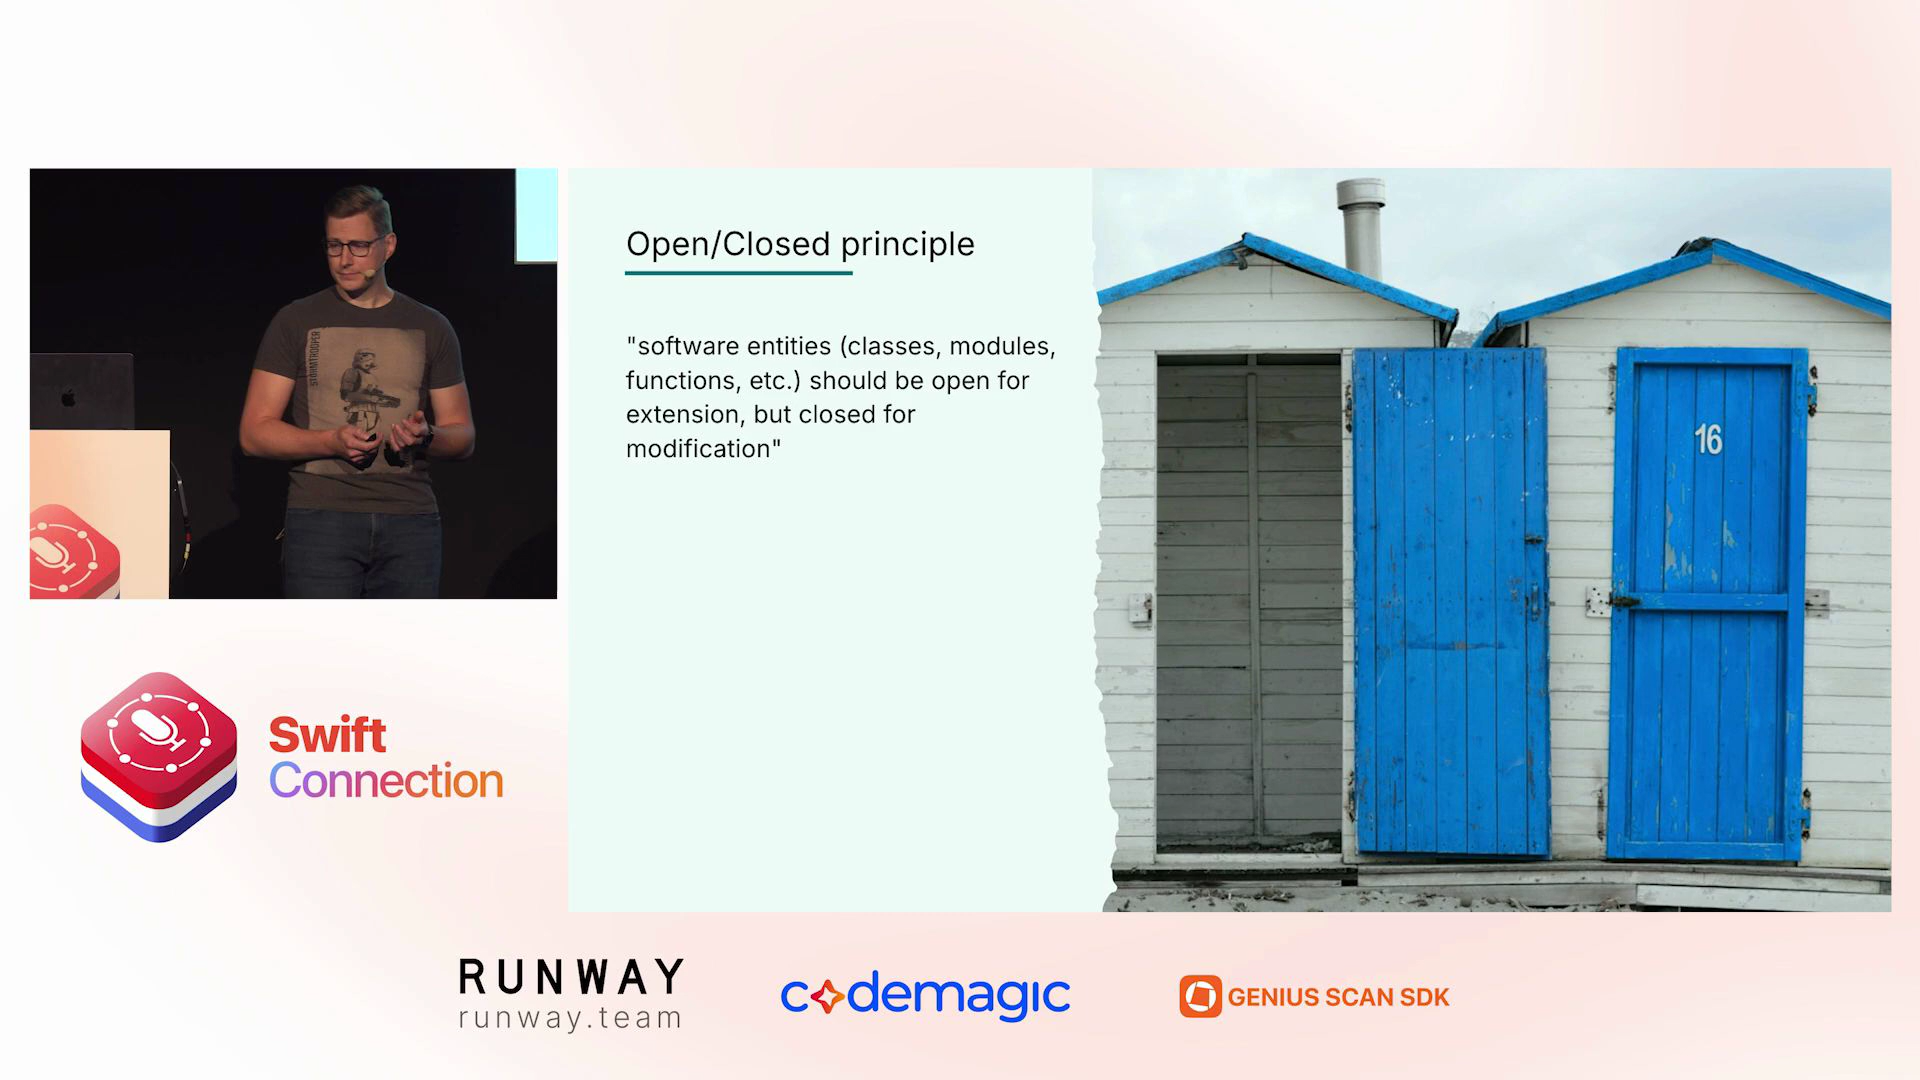 STORMTROOPER
Open/Closed principle
"software entities (classes, modules,
functions, etc.) should be open for
extension, but closed for
modification"
16
Swift
Connection
RUNWAY
runway.team
codemagic
GENIUS SCAN SDK